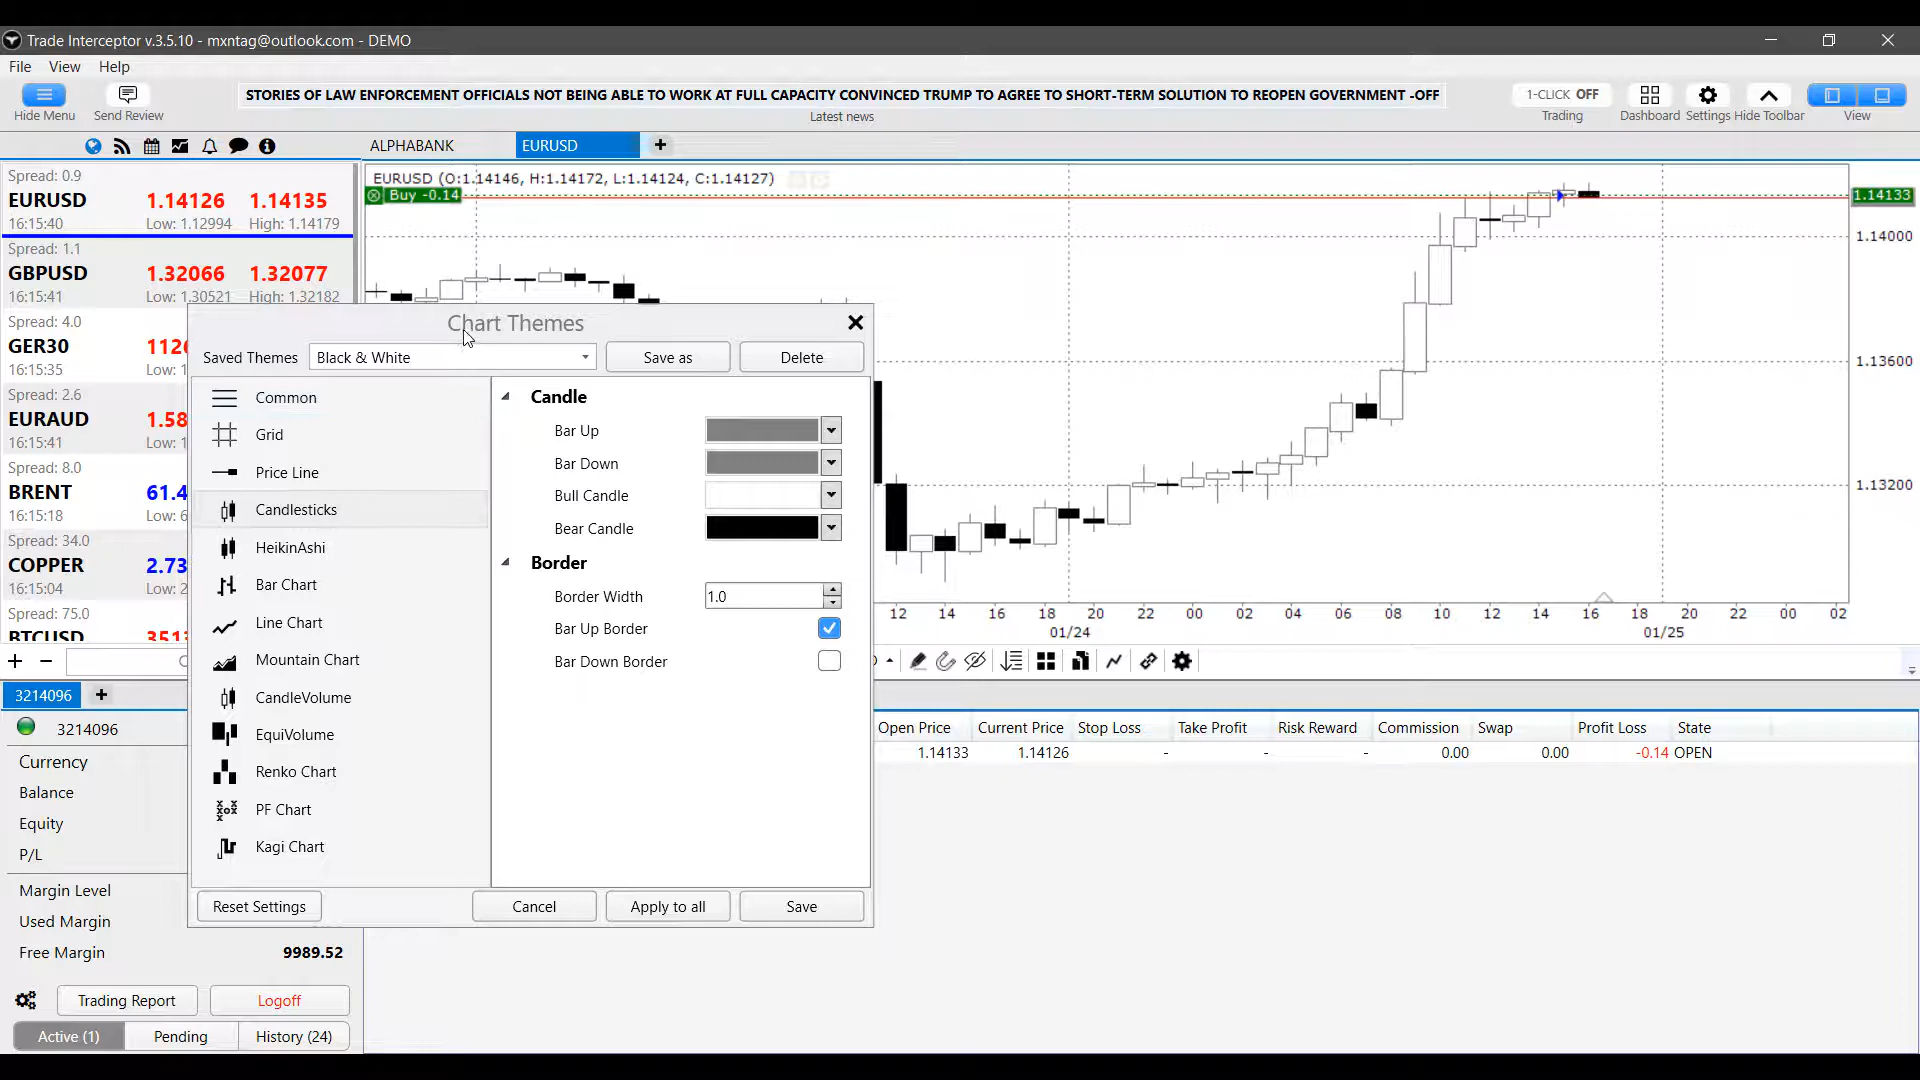 Trade Interceptor v.3.5.10 - mxntag@outlook.com - DEMO
File View Help
Hide Menu
Send Review
STORIES OF LAW ENFORCEMENT OFFICIALS NOT BEING ABLE TO WORK AT FULL CAPACITY CONVINCED TRUMP TO AGREE TO SHORT-TERM SOLUTION TO REOPEN GOVERNMENT -OFF
Latest news
1-CLICK OFF
Trading
Dashboard Settings Hide Toolbar View
ALPHABANK EURUSD +
Spread: 0.9
EURUSD 1.14126 1.14135
16:15:40 Low: 1.12994 High: 1.14179
Spread: 1.1
GBPUSD 1.32066 1.32077
16:15:41 Low: 1.30521 High: 1.32182
Spread: 4.0
GER30
16:15:35
Spread: 2.6
EURAUD 1.58
16:15:41 Low:
Spread: 8.0
BRENT 61.4
16:15:18
Spread: 34.0
COPPER 2.73
16:15:04
Spread: 75.0
BTCUSD
EURUSD (O:1.14146, H:1.14172, L:1.14124, C:1.14127)
Buy -0.14
1.14133
1.14000
1.13600
1.13200
12 14 16 18 20 22 00 02 04 06 08 10 12 14 16 18 20 22 00 02
01/24 01/25
Chart Themes
Saved Themes Black & White Save as Delete
Common
Grid
Price Line
Candlesticks
HeikinAshi
Bar Chart
Line Chart
Mountain Chart
CandleVolume
EquiVolume
Renko Chart
PF Chart
Kagi Chart
Candle
Bar Up
Bar Down
Bull Candle
Bear Candle
Border
Border Width 1.0
Bar Up Border
Bar Down Border
Reset Settings Cancel Apply to all Save
3214096 +
3214096
Currency
Balance
Equity
P/L
Margin Level
Used Margin
Free Margin 9989.52
Trading Report Logoff
Active (1) Pending History (24)
Open Price Current Price Stop Loss Take Profit Risk Reward Commission Swap Profit Loss State
1.14133 1.14126 - - - 0.00 0.00 -0.14 OPEN